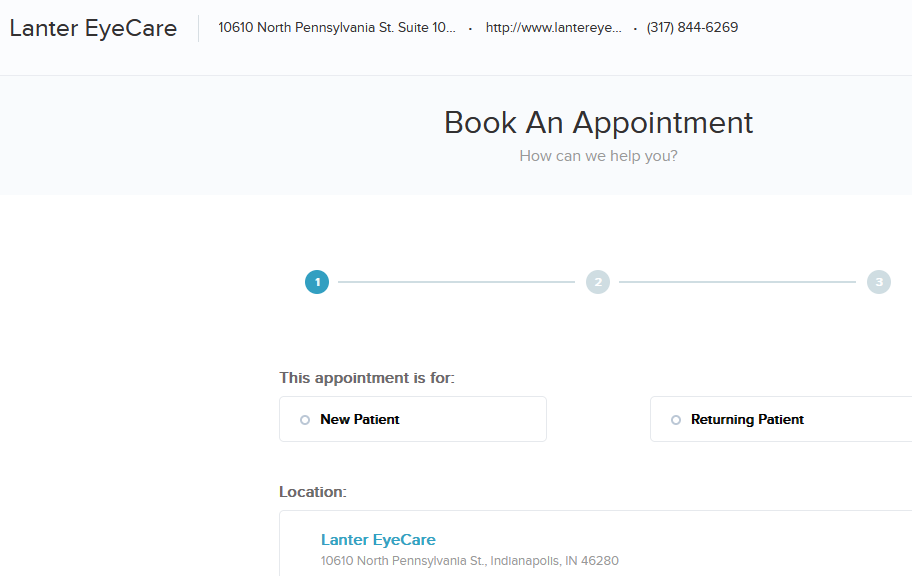 Lanter EyeCare 10610 North Pennsylvania St. Suite 10... · http://www.lantereye... · (317) 844-6269
Book An Appointment
How can we help you?
1 2 3
This appointment is for:
New Patient Returning Patient
Location:
Lanter EyeCare
10610 North Pennsylvania St., Indianapolis, IN 46280